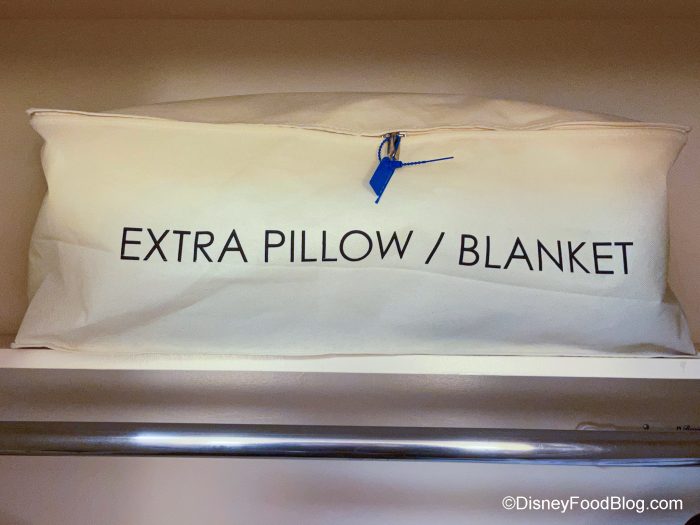 EXTRA PILLOW / BLANKET
©DisneyFoodBlog.com